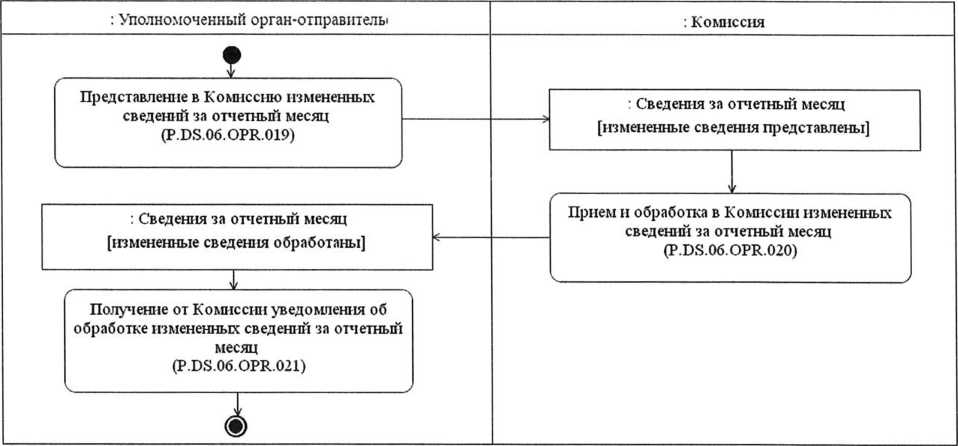 : Уполномоченный орган-отправитель
: Комиссия
Представление в Комиссию измененных
сведений за отчетный месяц
(P.DS.06.OPR.019)
: Сведения за отчетный месяц
[измененные сведения представлены]
Прием и обработка в Комиссии измененных
сведений за отчетный месяц
(P.DS.06.OPR.020)
: Сведения за отчетный месяц
[измененные сведения обработаны]
Получение от Комиссии уведомления об
обработке измененных сведений за отчетный
месяц
(P.DS.06.OPR.021)